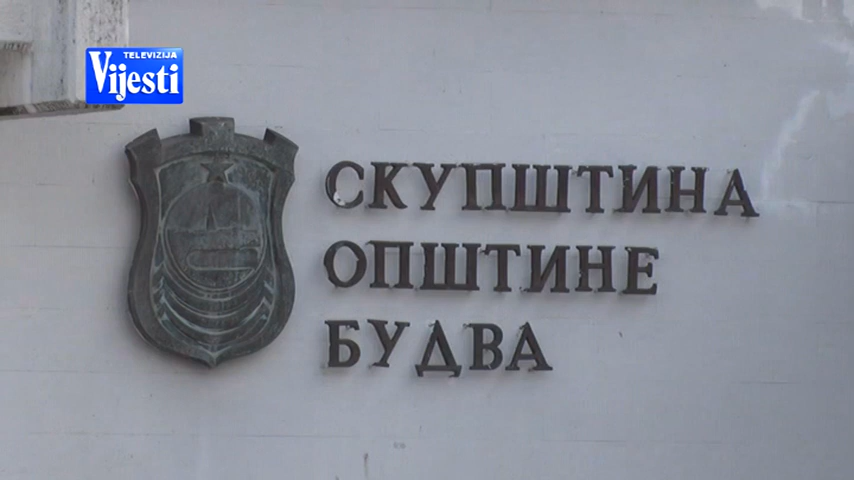 TELEVIZIJA
Vijesti
СКУПШТИНА
ОПШТИНЕ
БУДВА